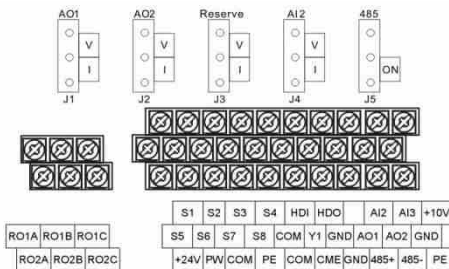 AO1 AO2 Reserve AI2 485
V V V V
I I I I ON
J1 J2 J3 J4 J5
S1 S2 S3 S4 HDI HDO AI2 AI3 +10V
RO1A RO1B RO1C S5 S6 S7 S8 COM Y1 GND AO1 AO2 GND
RO2A RO2B RO2C +24V PW COM PE COM CME GND 485+ 485- PE